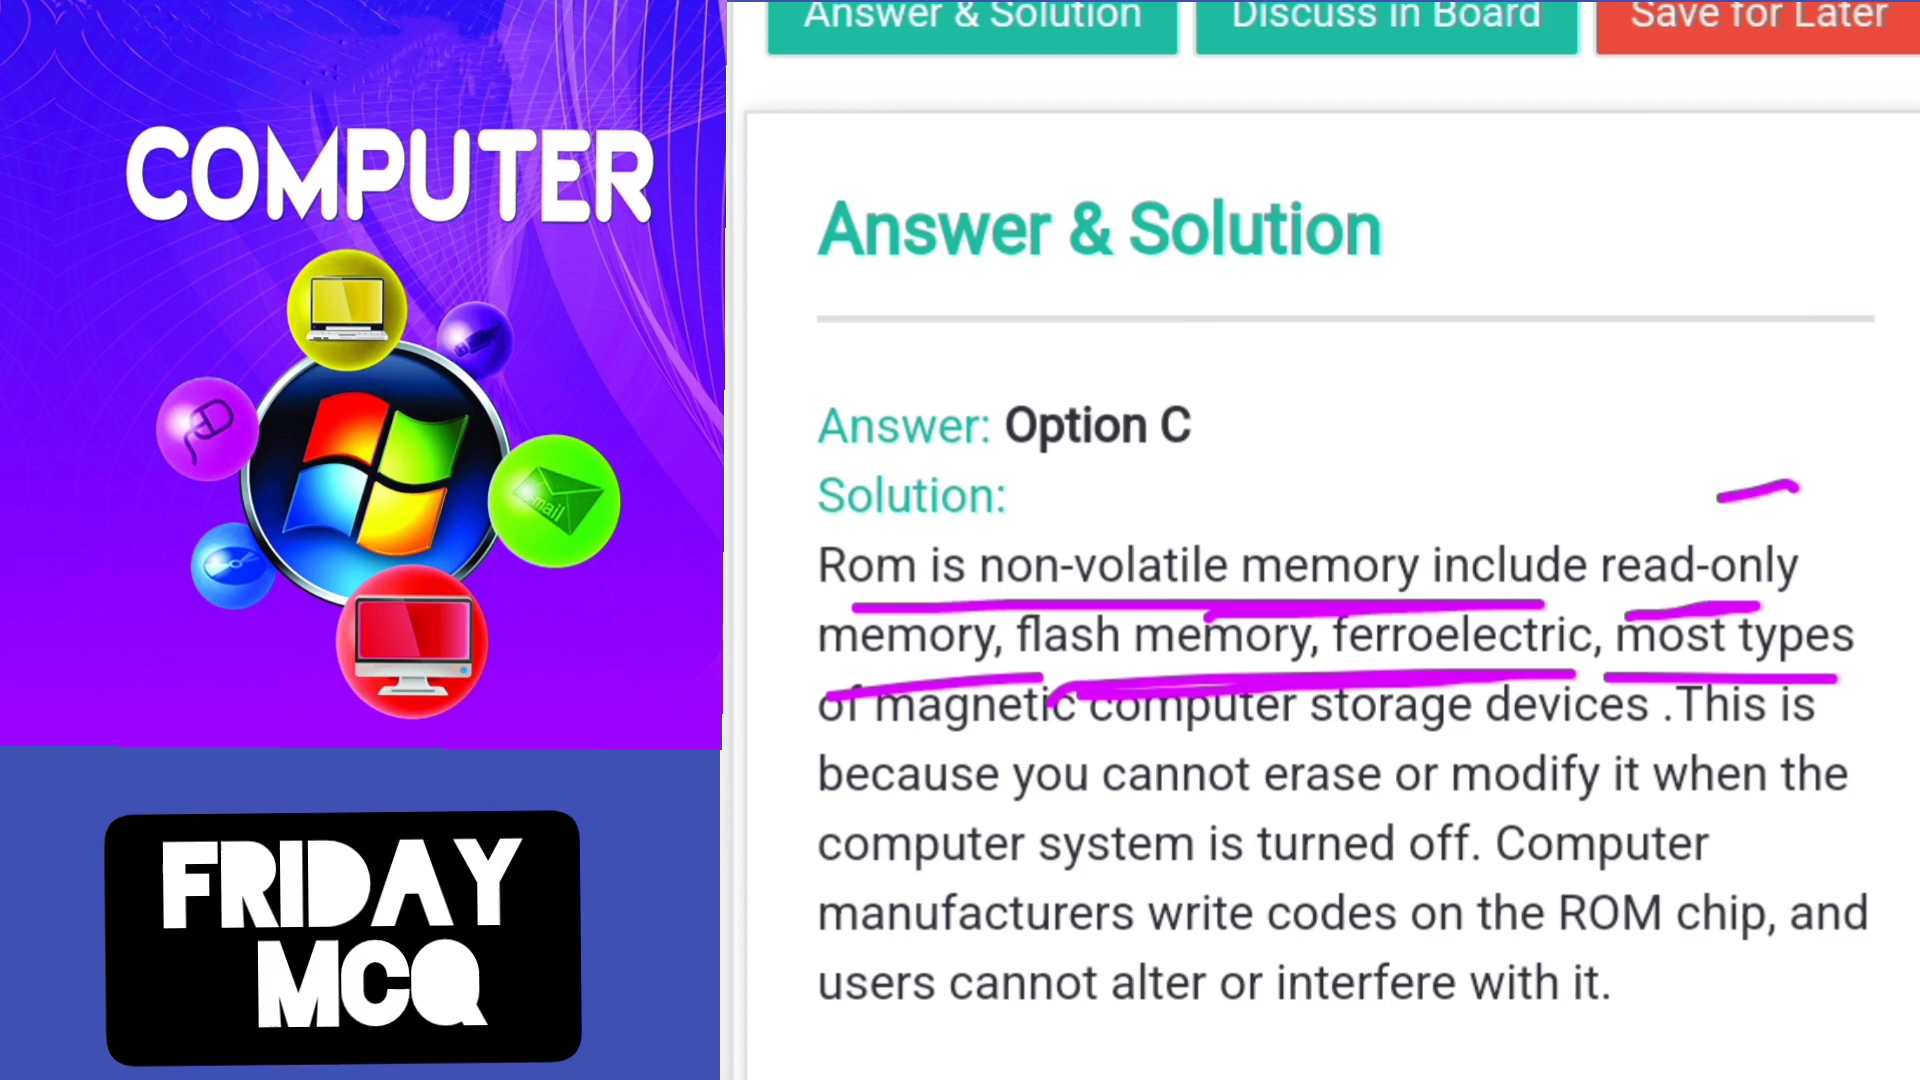 COMPUTER
mail
FRIDAY
MCQ
Answer & Solution
Discuss in Board
Save for Later
Answer & Solution
Answer: Option C
Solution:
Rom is non-volatile memory include read-only
memory, flash memory, ferroelectric, most types
of magnetic computer storage devices .This is
because you cannot erase or modify it when the
computer system is turned off. Computer
manufacturers write codes on the ROM chip, and
users cannot alter or interfere with it.